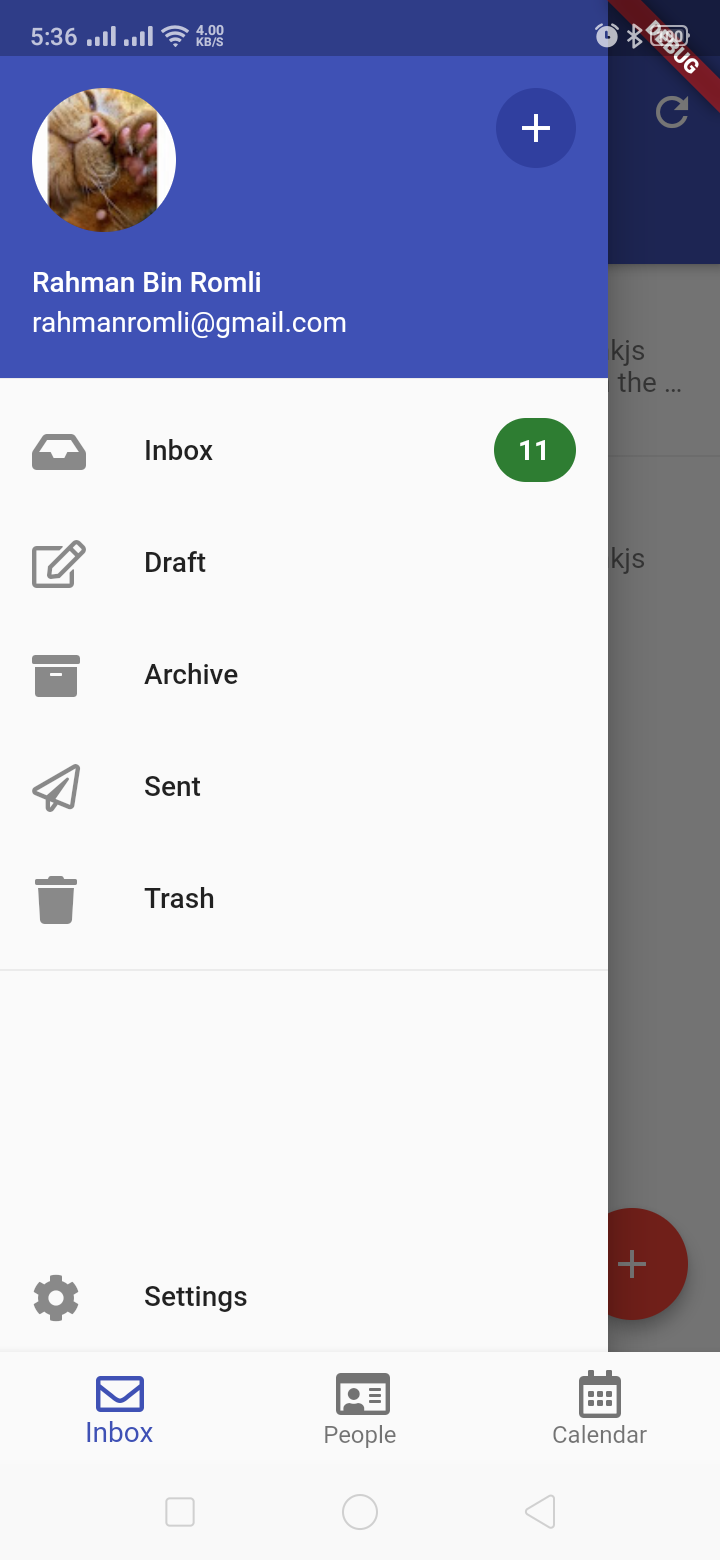 5:36
4.00
KB/S
100
DEBUG
Rahman Bin Romli
rahmanromli@gmail.com
kjs
the ...
Inbox
11
kjs
Draft
Archive
Sent
Trash
Settings
Inbox
People
Calendar